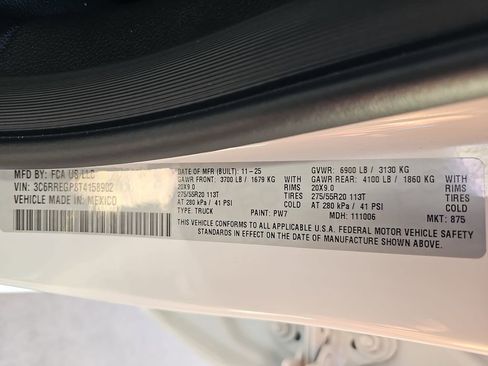 MFD BY: FCA US LLC
VIN: 3C6RREGP8T4158902
VEHICLE MADE IN: MEXICO
DATE OF MFR (BUILT): 11-25
GAWR FRONT: 3700 LB / 1679 KG WITH
20X9.0 RIMS
275/55R20 113T TIRES
AT 280 kPa / 41 PSI COLD
TYPE: TRUCK PAINT: PW7
GVWR: 6900 LB / 3130 KG
GAWR REAR: 4100 LB / 1860 KG WITH
20X9.0 RIMS
275/55R20 113T TIRES
AT 280 kPa / 41 PSI COLD
MDH: 111006 MKT: 875
CONFORMS TO ALL APPLICABLE U.S.A. FEDERAL MOTOR VEHICLE SAFETY
STANDARDS IN EFFECT ON THE DATE OF MANUFACTURE SHOWN ABOVE.